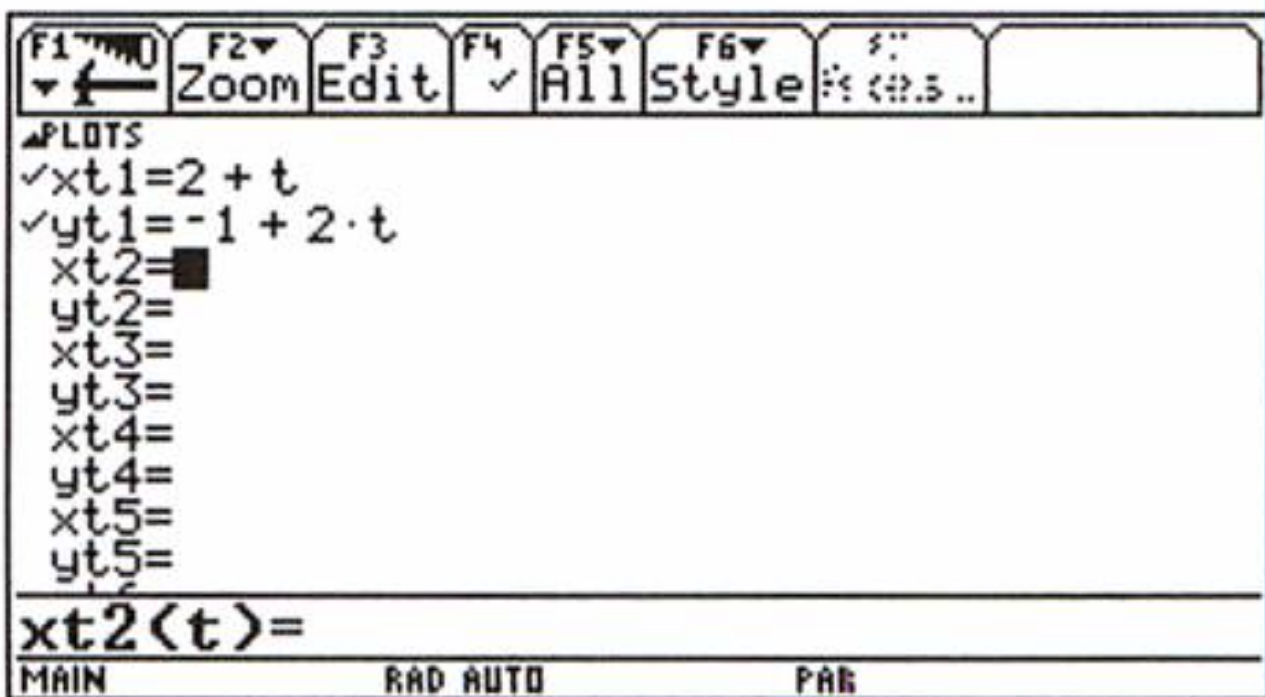 F1 F2▾ F3 F4 F5▾ F6▾
▾ Zoom Edit ✓ All Style
▲PLOTS
✓xt1=2 + t
✓yt1=⁻1 + 2·t
xt2=
yt2=
xt3=
yt3=
xt4=
yt4=
xt5=
yt5=
xt2(t)=
MAIN RAD AUTO PAR